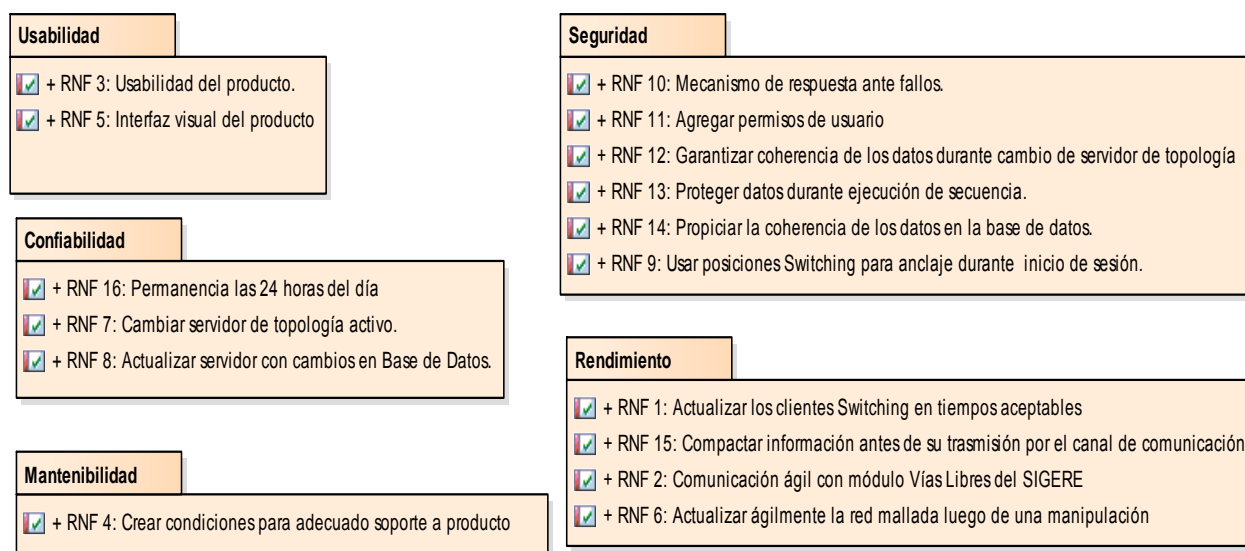 Usabilidad
+ RNF 3: Usabilidad del producto.
+ RNF 5: Interfaz visual del producto
Confiabilidad
+ RNF 16: Permanencia las 24 horas del día
+ RNF 7: Cambiar servidor de topología activo.
+ RNF 8: Actualizar servidor con cambios en Base de Datos.
Mantenibilidad
+ RNF 4: Crear condiciones para adecuado soporte a producto
Seguridad
+ RNF 10: Mecanismo de respuesta ante fallos.
+ RNF 11: Agregar permisos de usuario
+ RNF 12: Garantizar coherencia de los datos durante cambio de servidor de topología
+ RNF 13: Proteger datos durante ejecución de secuencia.
+ RNF 14: Propiciar la coherencia de los datos en la base de datos.
+ RNF 9: Usar posiciones Switching para anclaje durante inicio de sesión.
Rendimiento
+ RNF 1: Actualizar los clientes Switching en tiempos aceptables
+ RNF 15: Compactar información antes de su trasmisión por el canal de comunicación
+ RNF 2: Comunicación ágil con módulo Vías Libres del SIGERE
+ RNF 6: Actualizar ágilmente la red mallada luego de una manipulación